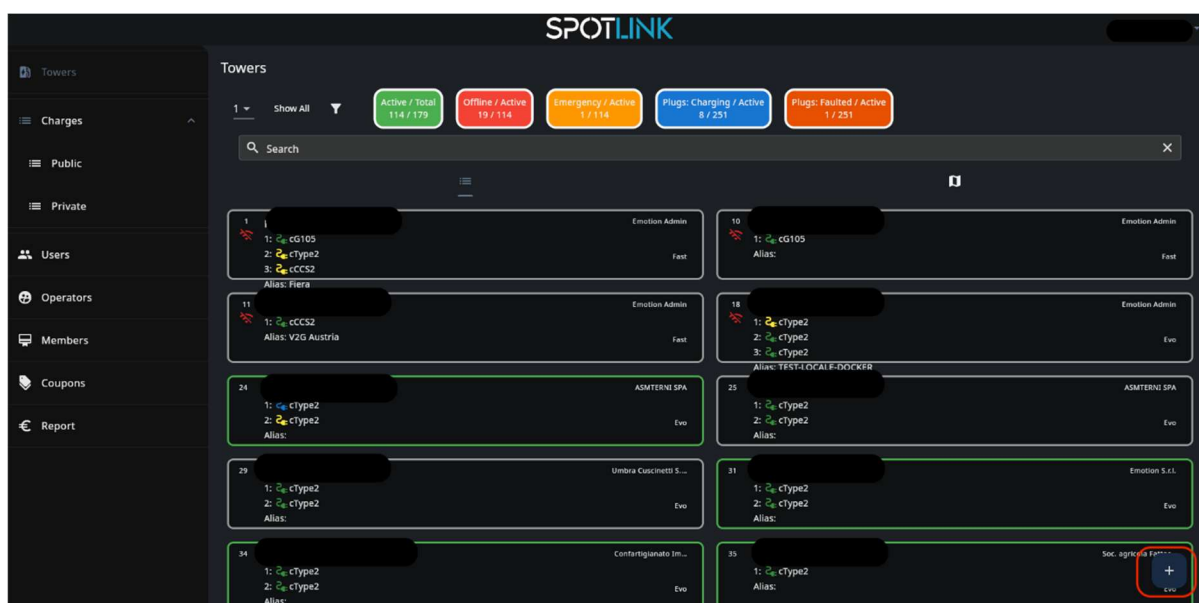 SPOTLINK
Towers
Charges
Public
Private
Users
Operators
Members
Coupons
Report
Towers
1
Show All
Active / Total
114 / 179
Offline / Active
19 / 114
Emergency / Active
1 / 114
Plugs: Charging / Active
8 / 251
Plugs: Faulted / Active
1 / 251
Search
1
Emotion Admin
1: cG105
2: cType2
3: cCCS2
Fast
Alias: Fiera
10
Emotion Admin
1: cG105
Alias:
Fast
11
Emotion Admin
1: cCCS2
Alias: V2G Austria
Fast
18
Emotion Admin
1: cType2
2: cType2
3: cType2
Evo
Alias: TEST-LOCALE-DOCKER
24
ASMTERNI SPA
1: cType2
2: cType2
Evo
Alias:
25
ASMTERNI SPA
1: cType2
2: cType2
Evo
Alias:
29
Umbra Cuscinetti S....
1: cType2
2: cType2
Evo
Alias:
31
Emotion S.r.l.
1: cType2
2: cType2
Evo
Alias:
34
Confartigianato Im...
1: cType2
2: cType2
Evo
Alias:
35
Soc. agricola
1: cType2
Alias:
Evo
+